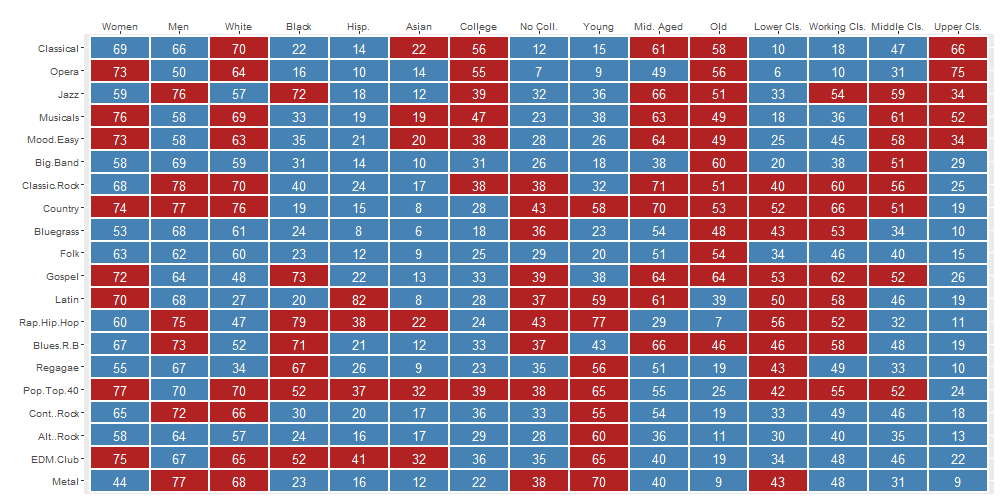 Women Men White Black Hisp. Asian College No Coll. Young Mid. Aged Old Lower Cls. Working Cls. Middle Cls. Upper Cls.
Classical 69 66 70 22 14 22 56 12 15 61 58 10 18 47 66
Opera 73 50 64 16 10 14 55 7 9 49 56 6 10 31 75
Jazz 59 76 57 72 18 12 39 32 36 66 51 33 54 59 34
Musicals 76 58 69 33 19 19 47 23 38 63 49 18 36 61 52
Mood.Easy 73 58 63 35 21 20 38 28 26 64 49 25 45 58 34
Big.Band 58 69 59 31 14 10 31 26 18 38 60 20 38 51 29
Classic.Rock 68 78 70 40 24 17 38 38 32 71 51 40 60 56 25
Country 74 77 76 19 15 8 28 43 58 70 53 52 66 51 19
Bluegrass 53 68 61 24 8 6 18 36 23 54 48 43 53 34 10
Folk 63 62 60 23 12 9 25 29 20 51 54 34 46 40 15
Gospel 72 64 48 73 22 13 33 39 38 64 64 53 62 52 26
Latin 70 68 27 20 82 8 28 37 59 61 39 50 58 46 19
Rap.Hip.Hop 60 75 47 79 38 22 24 43 77 29 7 56 52 32 11
Blues.R.B 67 73 52 71 21 12 33 37 43 66 46 46 58 48 19
Regagae 55 67 34 67 26 9 23 35 56 51 19 43 49 33 10
Pop.Top.40 77 70 70 52 37 32 39 38 65 55 25 42 55 52 24
Cont..Rock 65 72 66 30 20 17 36 33 55 54 19 33 49 46 18
Alt..Rock 58 64 57 24 16 17 29 28 60 36 11 30 40 35 13
EDM.Club 75 67 65 52 41 32 36 35 65 40 19 34 48 46 22
Metal 44 77 68 23 16 12 22 38 70 40 9 43 48 31 9